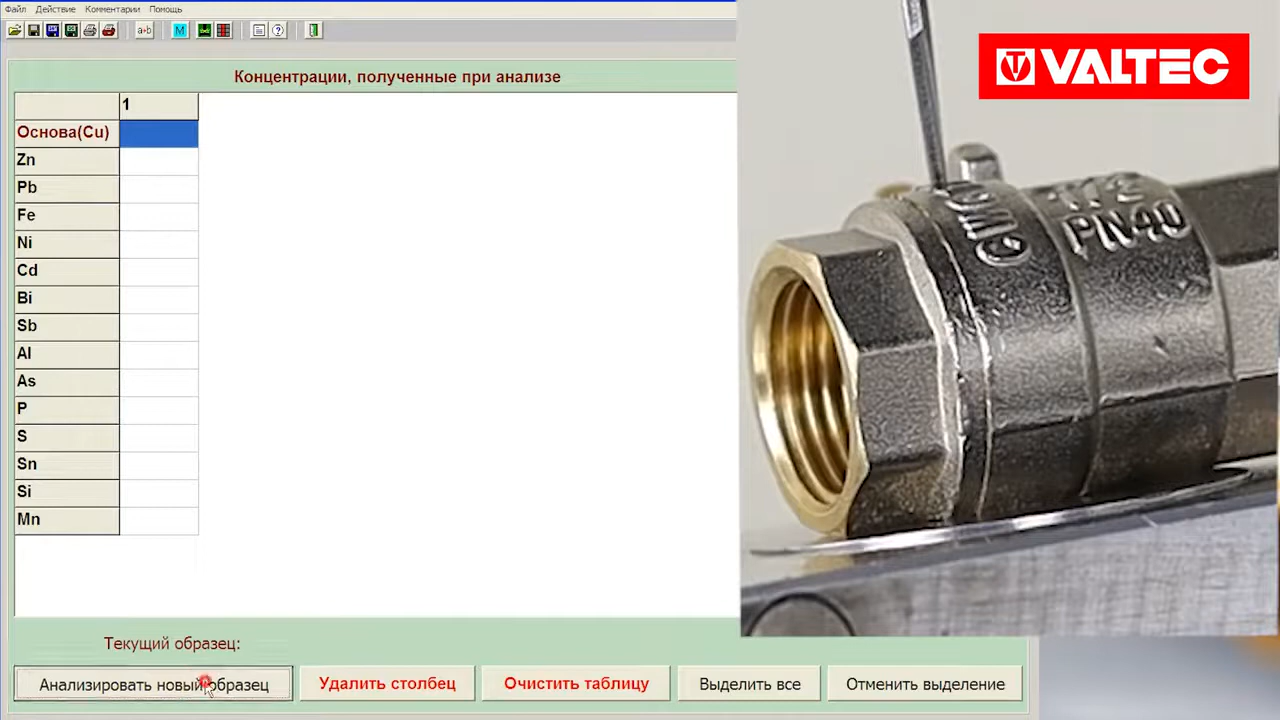 Файл Действие Комментарии Помощь
a•b M ?
VALTEC
Концентрации, полученные при анализе
1
Основа(Cu)
Zn
Pb
Fe
Ni
Cd
Bi
Sb
Al
As
P
S
Sn
Si
Mn
PN40
Текущий образец:
Анализировать новый образец
Удалить столбец
Очистить таблицу
Выделить все
Отменить выделение